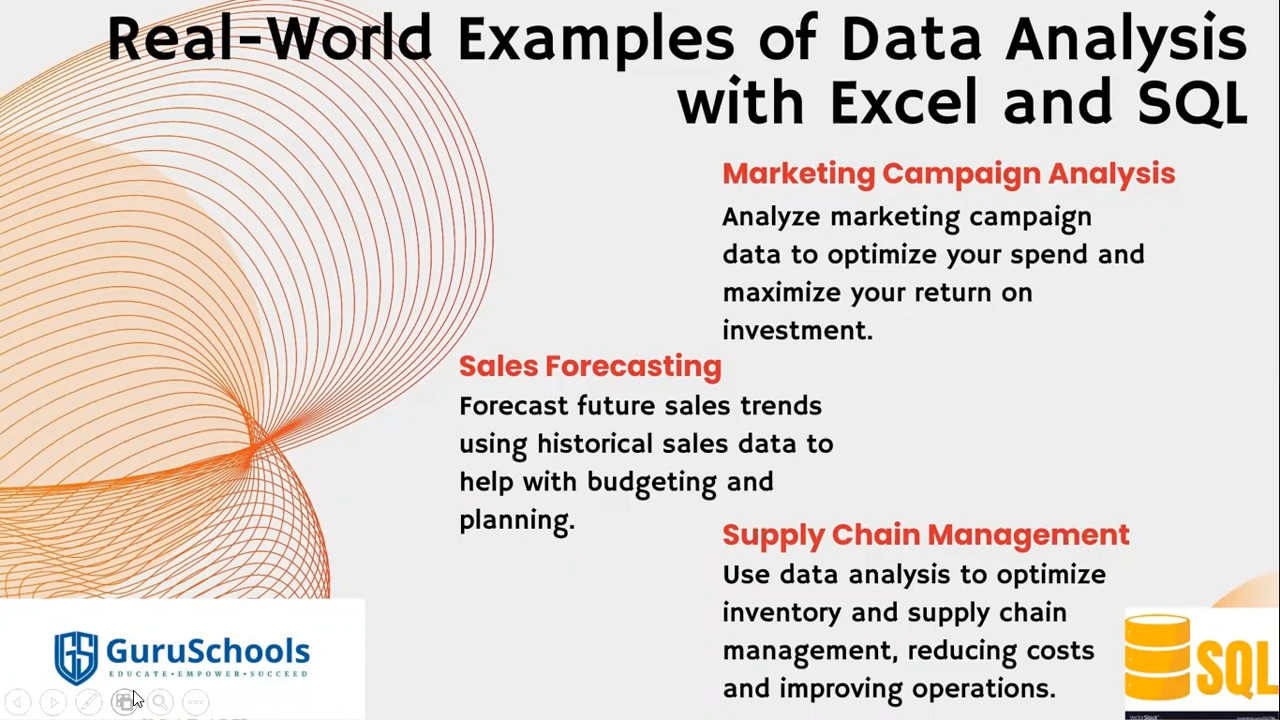 Real-World Examples of Data Analysis
with Excel and SQL
Marketing Campaign Analysis
Analyze marketing campaign
data to optimize your spend and
maximize your return on
investment.
Sales Forecasting
Forecast future sales trends
using historical sales data to
help with budgeting and
planning.
Supply Chain Management
Use data analysis to optimize
inventory and supply chain
management, reducing costs
and improving operations.
GuruSchools
EDUCATE•EMPOWER•SUCCEED
SQL
VectorStock